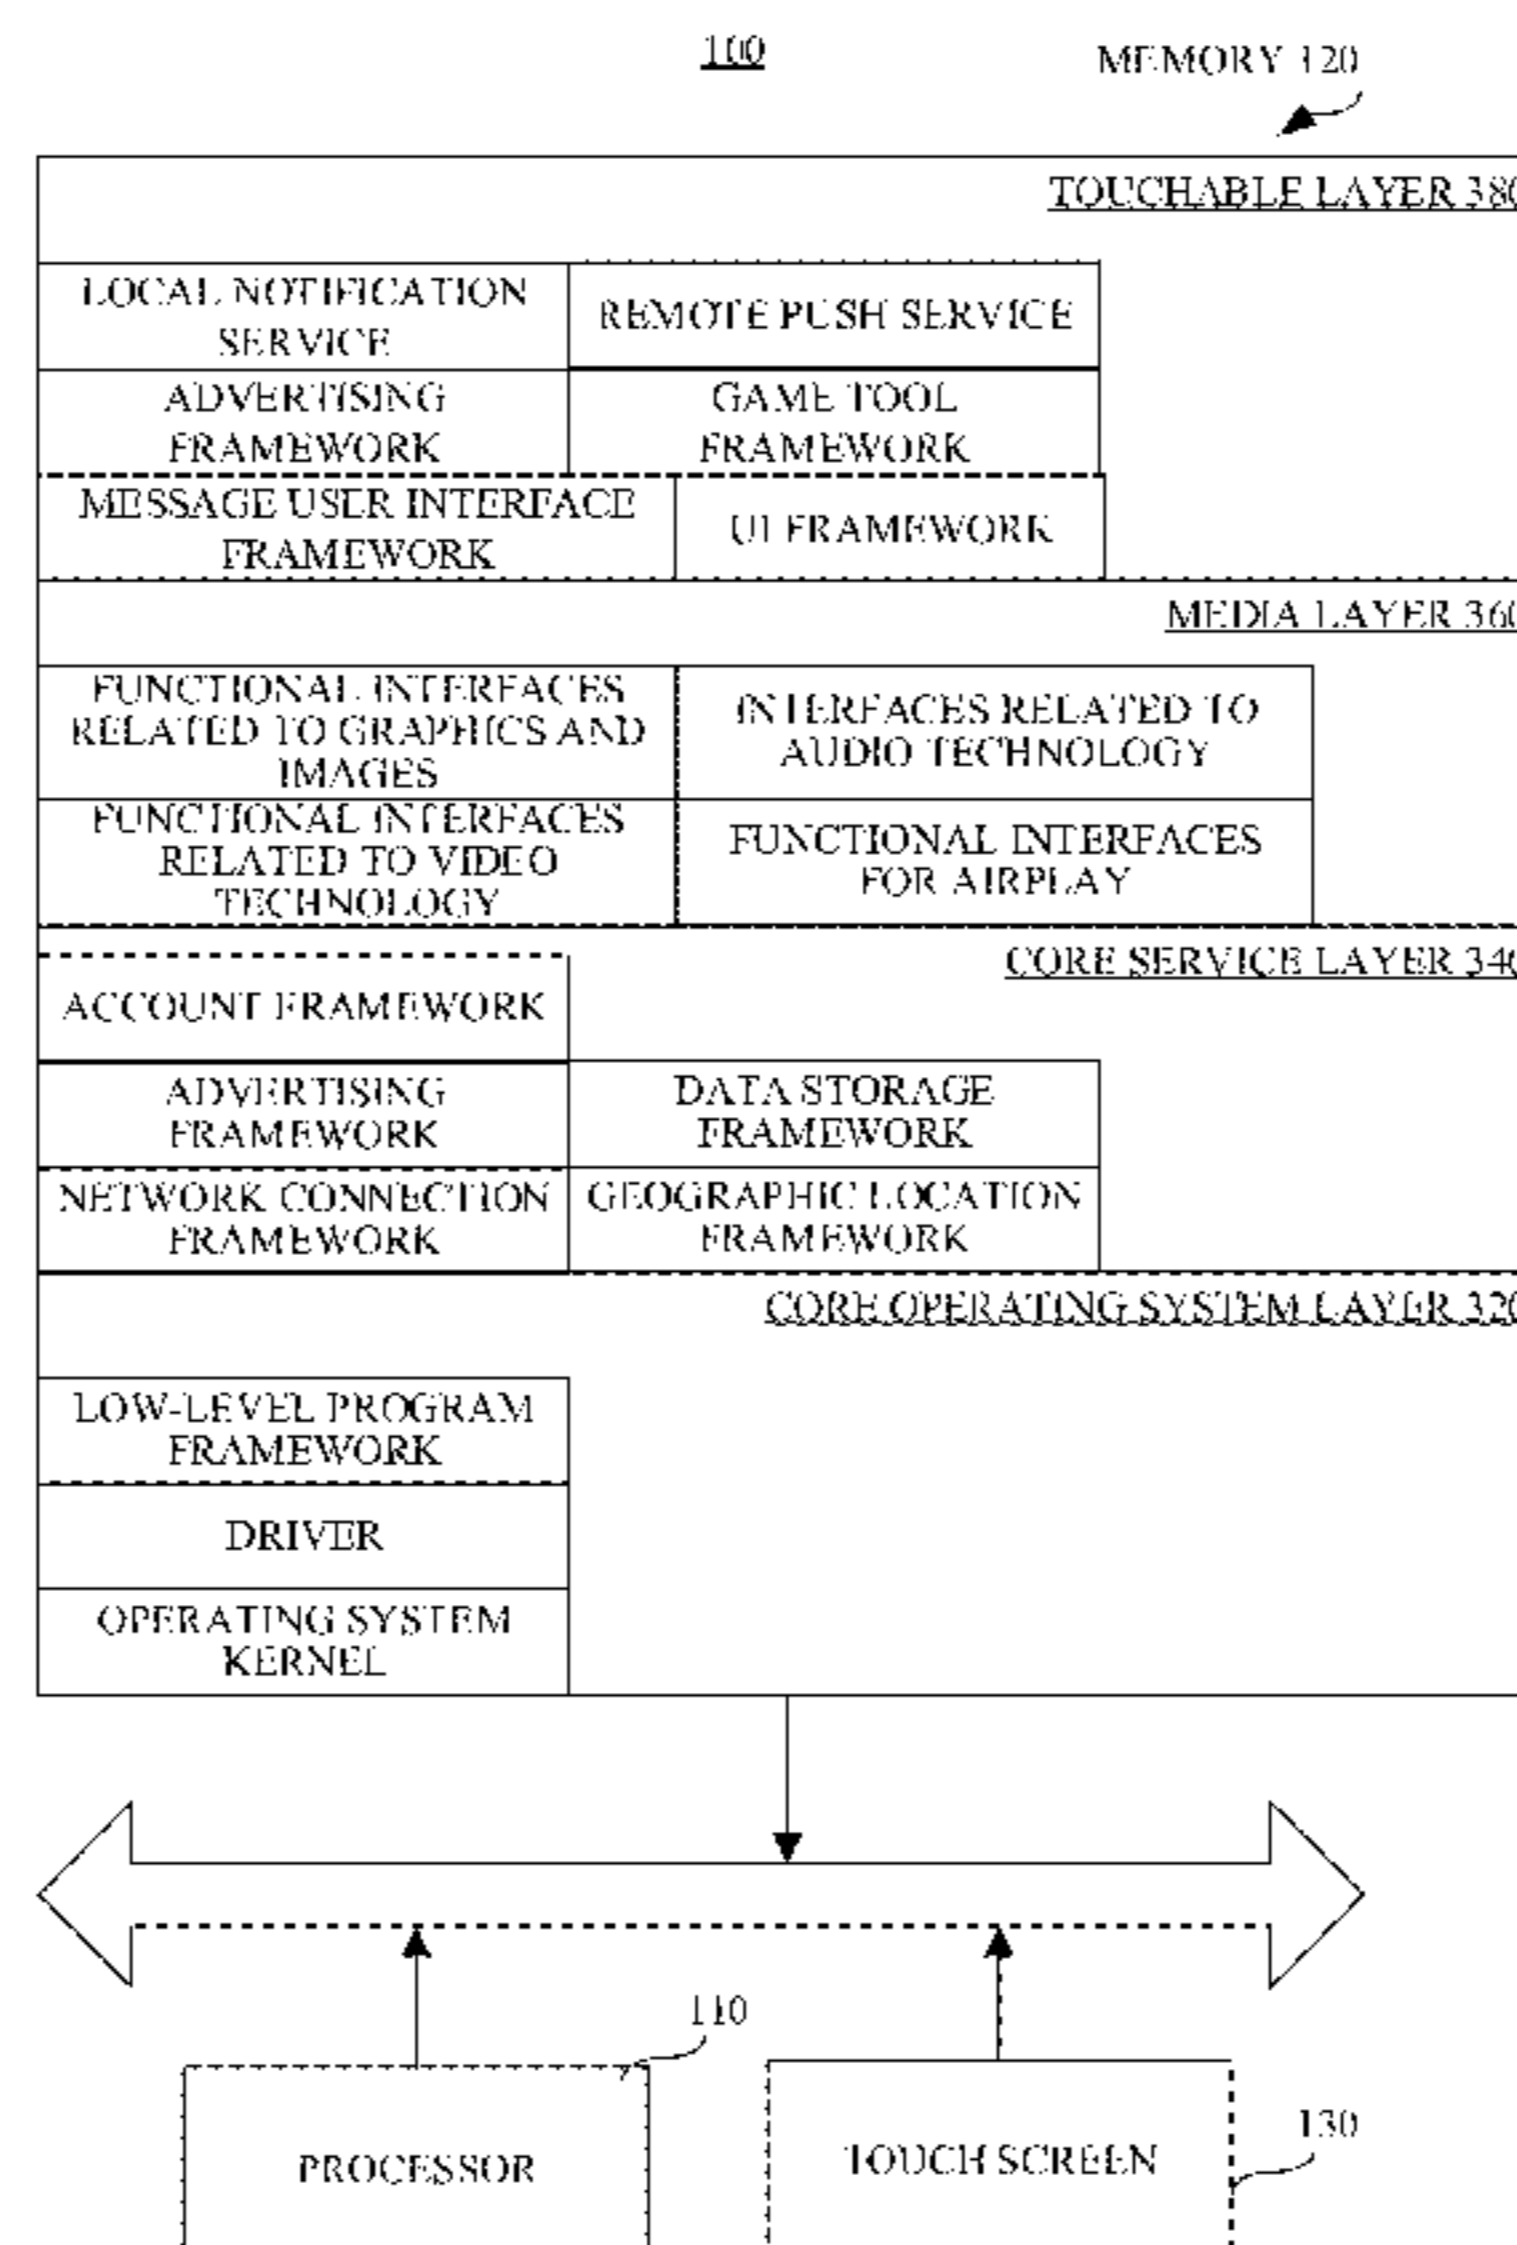 100
MEMORY 120
TOUCHABLE LAYER 380
LOCAL NOTIFICATION
SERVICE
REMOTE PUSH SERVICE
ADVERTISING
FRAMEWORK
GAME TOOL
FRAMEWORK
MESSAGE USER INTERFACE
FRAMEWORK
UI FRAMEWORK
MEDIA LAYER 360
FUNCTIONAL INTERFACES
RELATED TO GRAPHICS AND
IMAGES
INTERFACES RELATED TO
AUDIO TECHNOLOGY
FUNCTIONAL INTERFACES
RELATED TO VIDEO
TECHNOLOGY
FUNCTIONAL INTERFACES
FOR AIRPLAY
CORE SERVICE LAYER 340
ACCOUNT FRAMEWORK
ADVERTISING
FRAMEWORK
DATA STORAGE
FRAMEWORK
NETWORK CONNECTION
FRAMEWORK
GEOGRAPHIC LOCATION
FRAMEWORK
CORE OPERATING SYSTEM LAYER 320
LOW-LEVEL PROGRAM
FRAMEWORK
DRIVER
OPERATING SYSTEM
KERNEL
110
PROCESSOR
TOUCH SCREEN
130